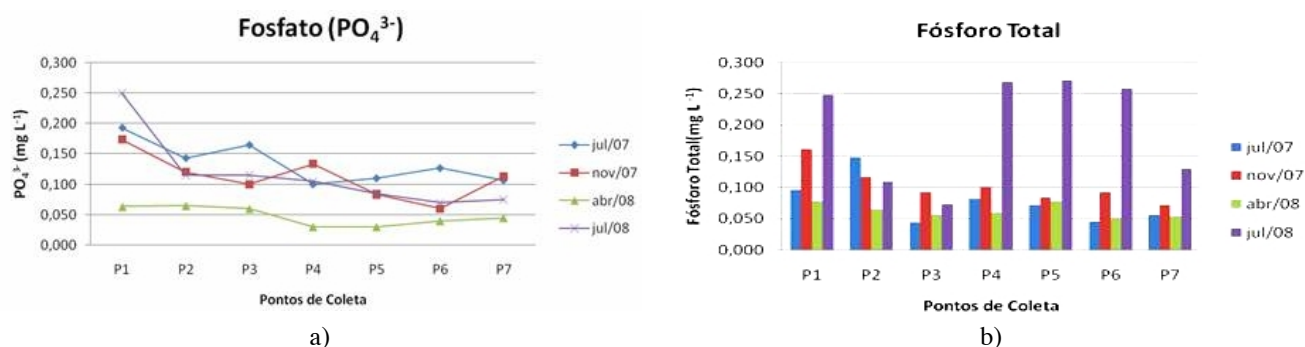 Fosfato (PO₄³⁻)
0,300
0,250
0,200
0,150
0,100
0,050
0,000
PO₄³⁻ (mg L⁻¹)
P1 P2 P3 P4 P5 P6 P7
Pontos de Coleta
jul/07
nov/07
abr/08
jul/08
a)
Fósforo Total
0,300
0,250
0,200
0,150
0,100
0,050
0,000
Fósforo Total(mg L⁻¹)
P1 P2 P3 P4 P5 P6 P7
Pontos de Coleta
jul/07
nov/07
abr/08
jul/08
b)